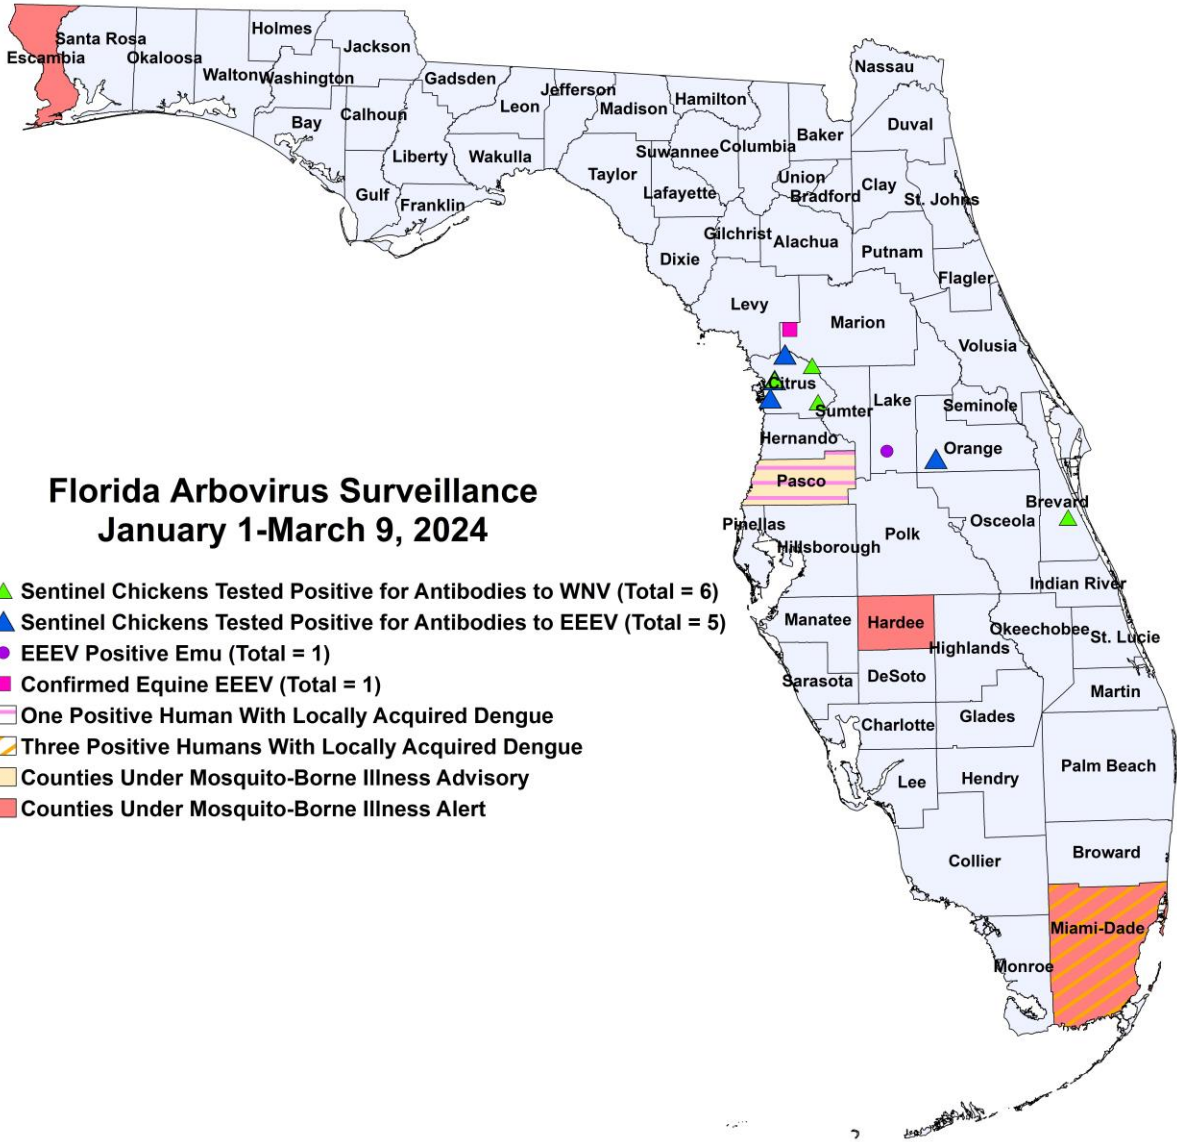 Holmes
Santa Rosa
Jackson
Escambia
Okaloosa
Walton
Washington
Gadsden
Nassau
Jefferson
Leon
Madison
Hamilton
Bay
Calhoun
Duval
Baker
Columbia
Suwannee
Liberty
Wakulla
Taylor
Union
Clay
Lafayette
Bradford
St. Johns
Gulf
Franklin
Gilchrist
Alachua
Putnam
Dixie
Flagler
Levy
Marion
Volusia
Citrus
Lake
Seminole
Sumter
Hernando
Orange
Pasco
Brevard
Osceola
Pinellas
Polk
Hillsborough
Indian River
Manatee
Hardee
Okeechobee
St. Lucie
Highlands
Sarasota
DeSoto
Martin
Charlotte
Glades
Palm Beach
Lee
Hendry
Broward
Collier
Miami-Dade
Monroe
Florida Arbovirus Surveillance
January 1-March 9, 2024
Sentinel Chickens Tested Positive for Antibodies to WNV (Total = 6)
Sentinel Chickens Tested Positive for Antibodies to EEEV (Total = 5)
EEEV Positive Emu (Total = 1)
Confirmed Equine EEEV (Total = 1)
One Positive Human With Locally Acquired Dengue
Three Positive Humans With Locally Acquired Dengue
Counties Under Mosquito-Borne Illness Advisory
Counties Under Mosquito-Borne Illness Alert